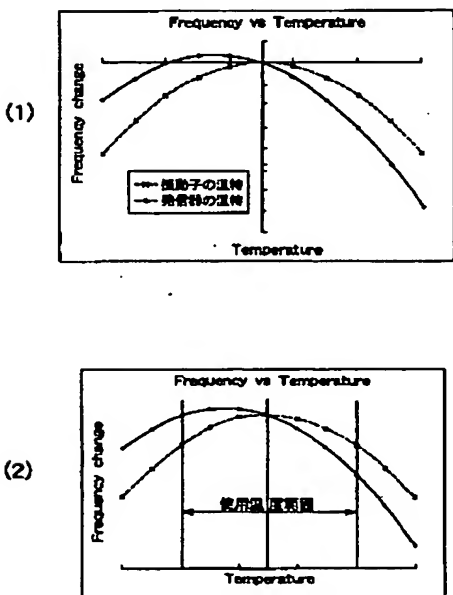 (1)
Frequency vs Temperature
Frequency change
振動子の温特
発信器の温特
Temperature
(2)
Frequency vs Temperature
Frequency change
使用温度範囲
Temperature